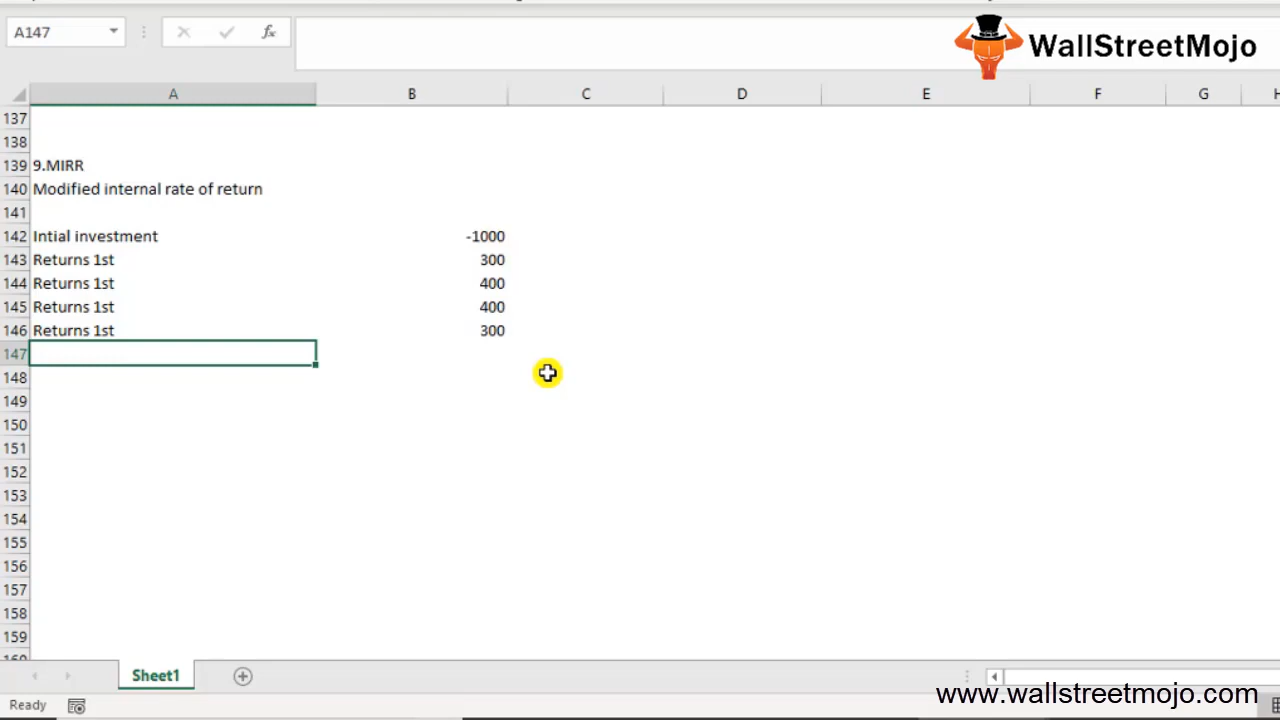 A147
fx
WallStreetMojo
A B C D E F G H
137
138
139 9.MIRR
140 Modified internal rate of return
141
142 Intial investment -1000
143 Returns 1st 300
144 Returns 1st 400
145 Returns 1st 400
146 Returns 1st 300
147
148
149
150
151
152
153
154
155
156
157
158
159
Sheet1
www.wallstreetmojo.com
Ready